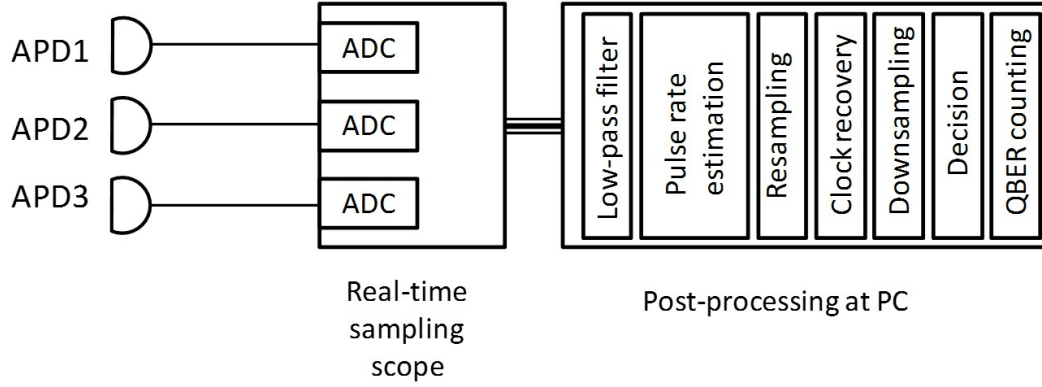 APD1
ADC
APD2
ADC
APD3
ADC
Real-time
sampling
scope
Low-pass filter
Pulse rate
estimation
Resampling
Clock recovery
Downsampling
Decision
QBER counting
Post-processing at PC